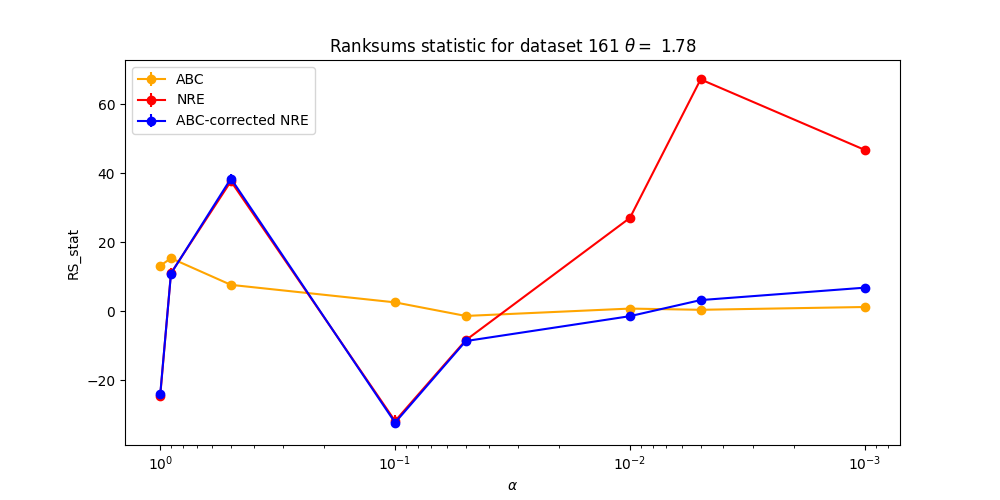 Ranksums statistic for dataset 161 θ = 1.78
ABC
NRE
ABC-corrected NRE
RS_stat
60
40
20
0
−20
10⁰
10⁻¹
10⁻²
10⁻³
α